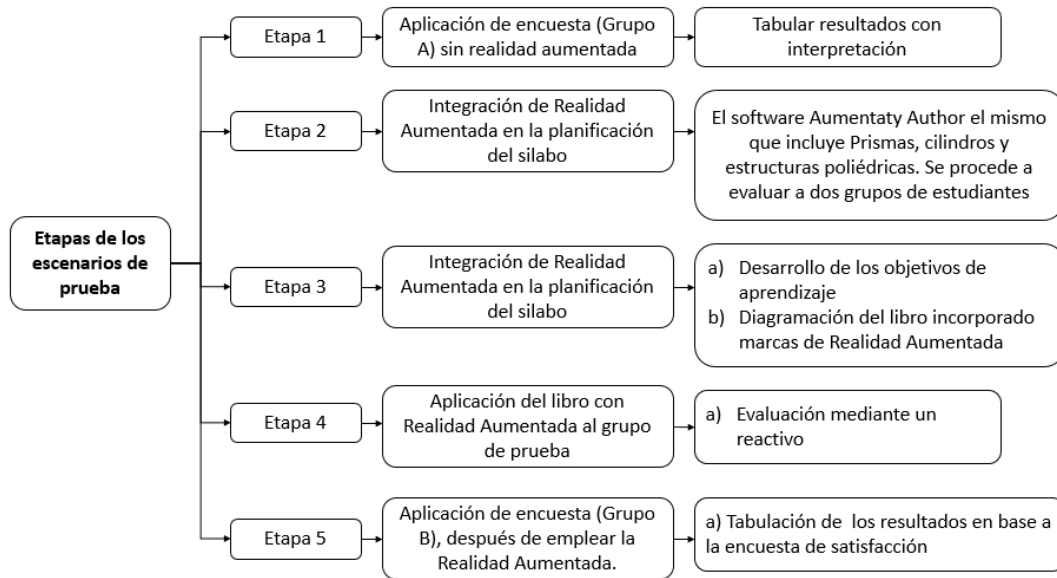 Etapa 1
Aplicación de encuesta (Grupo
A) sin realidad aumentada
Tabular resultados con
interpretación
Etapa 2
Integración de Realidad
Aumentada en la planificación
del silabo
El software Aumentaty Author el mismo
que incluye Prismas, cilindros y
estructuras poliédricas. Se procede a
evaluar a dos grupos de estudiantes
Etapas de los
escenarios de
prueba
Etapa 3
Integración de Realidad
Aumentada en la planificación
del silabo
a) Desarrollo de los objetivos de
aprendizaje
b) Diagramación del libro incorporado
marcas de Realidad Aumentada
Etapa 4
Aplicación del libro con
Realidad Aumentada al grupo
de prueba
a) Evaluación mediante un
reactivo
Etapa 5
Aplicación de encuesta (Grupo
B), después de emplear la
Realidad Aumentada.
a) Tabulación de los resultados en base a
la encuesta de satisfacción